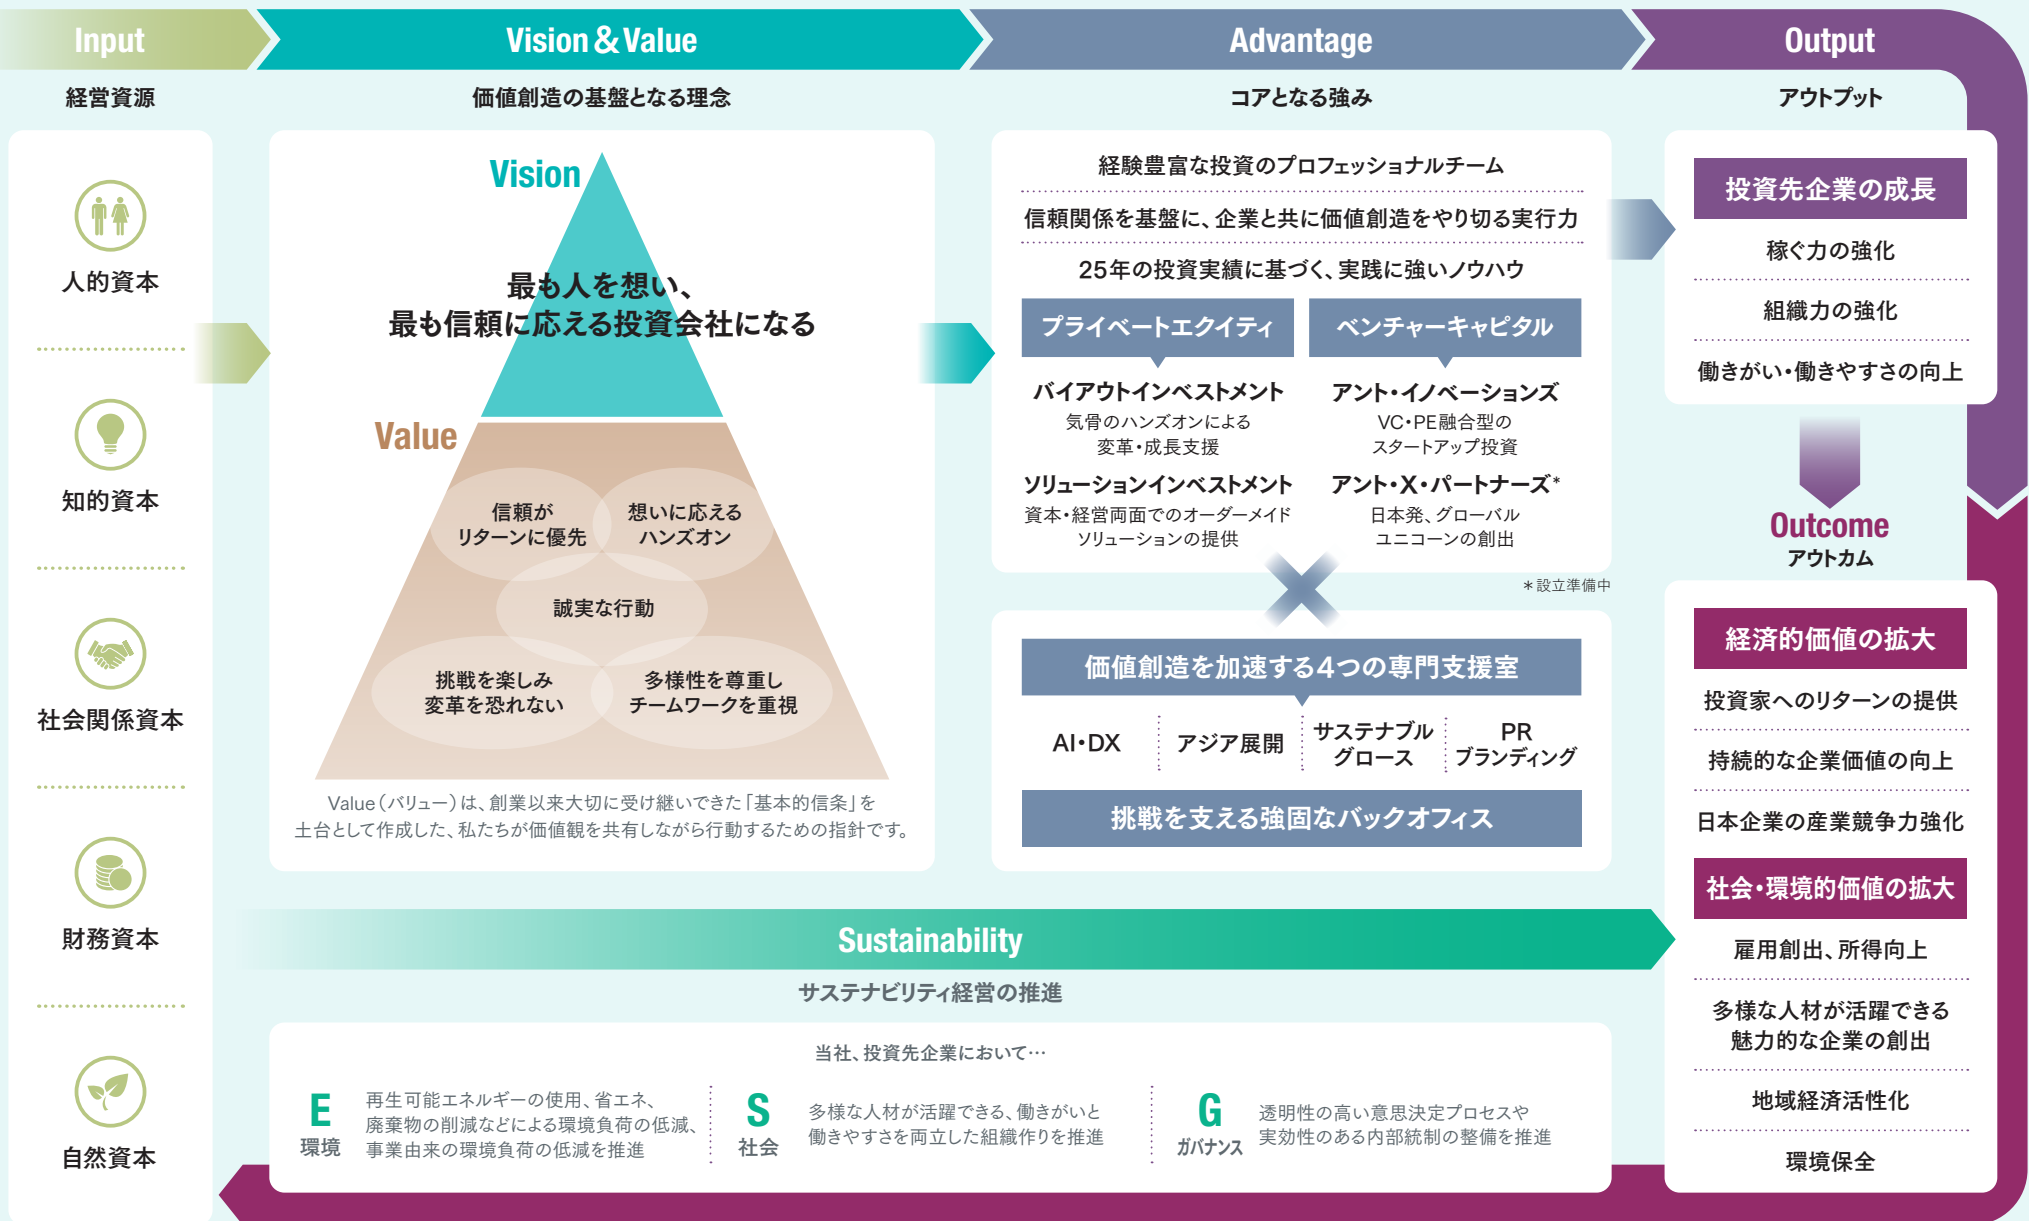 Input
Vision & Value
Advantage
Output
経営資源
価値創造の基盤となる理念
コアとなる強み
アウトプット
人的資本
知的資本
社会関係資本
財務資本
自然資本
Vision
最も人を想い、
最も信頼に応える投資会社になる
Value
信頼が
リターンに優先
想いに応える
ハンズオン
誠実な行動
挑戦を楽しみ
変革を恐れない
多様性を尊重し
チームワークを重視
Value（バリュー）は、創業以来大切に受け継いできた「基本的信条」を
土台として作成した、私たちが価値観を共有しながら行動するための指針です。
経験豊富な投資のプロフェッショナルチーム
信頼関係を基盤に、企業と共に価値創造をやり切る実行力
25年の投資実績に基づく、実践に強いノウハウ
プライベートエクイティ
バイアウトインベストメント
気骨のハンズオンによる
変革・成長支援
ソリューションインベストメント
資本・経営両面でのオーダーメイド
ソリューションの提供
ベンチャーキャピタル
アント・イノベーションズ
VC・PE融合型の
スタートアップ投資
アント・X・パートナーズ*
日本発、グローバル
ユニコーンの創出
*設立準備中
価値創造を加速する4つの専門支援室
AI・DX
アジア展開
サステナブル
グロース
PR
ブランディング
挑戦を支える強固なバックオフィス
投資先企業の成長
稼ぐ力の強化
組織力の強化
働きがい・働きやすさの向上
Outcome
アウトカム
経済的価値の拡大
投資家へのリターンの提供
持続的な企業価値の向上
日本企業の産業競争力強化
社会・環境的価値の拡大
雇用創出、所得向上
多様な人材が活躍できる
魅力的な企業の創出
地域経済活性化
環境保全
Sustainability
サステナビリティ経営の推進
当社、投資先企業において…
E
環境
再生可能エネルギーの使用、省エネ、
廃棄物の削減などによる環境負荷の低減、
事業由来の環境負荷の低減を推進
S
社会
多様な人材が活躍できる、働きがいと
働きやすさを両立した組織作りを推進
G
ガバナンス
透明性の高い意思決定プロセスや
実効性のある内部統制の整備を推進